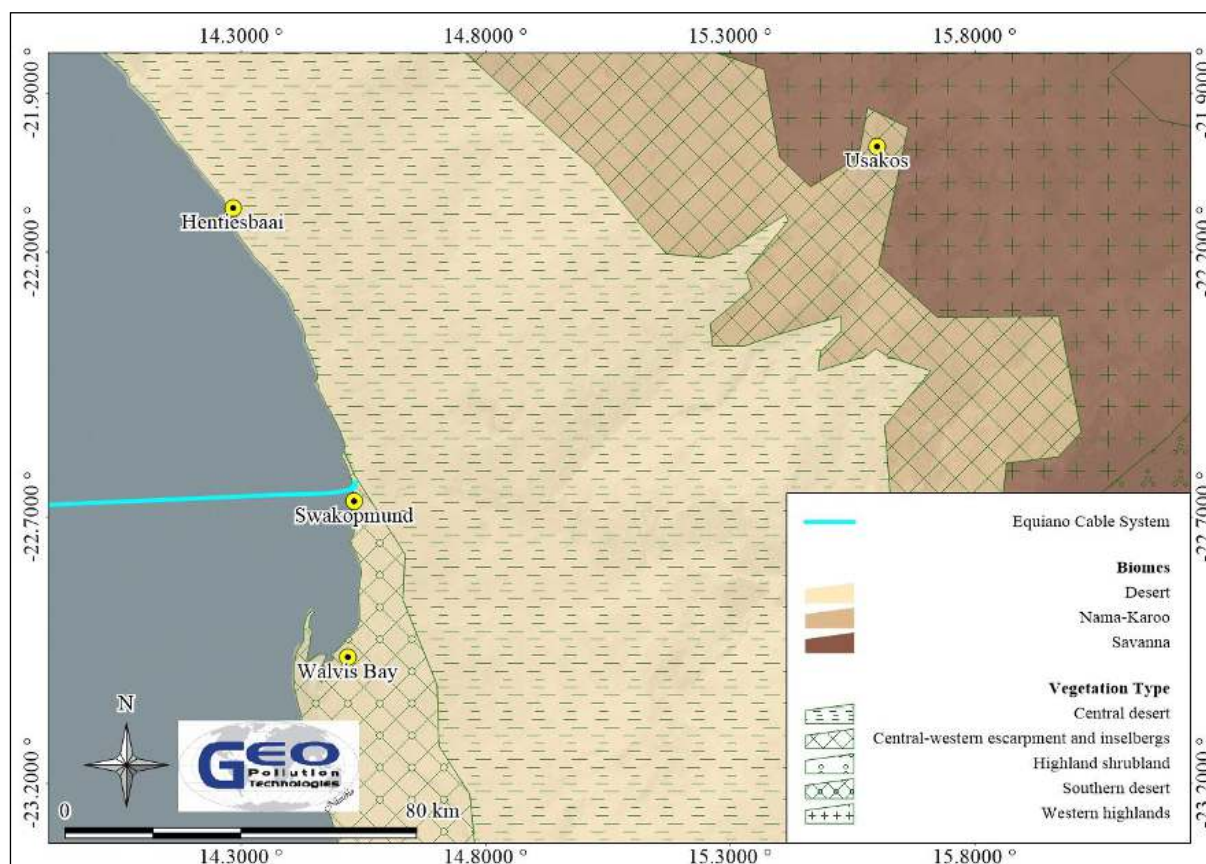 14.3000 °
14.8000 °
15.3000 °
15.8000 °
-21.9000 °
-21.9000 °
Usakos
Hentiesbaai
-22.2000 °
-22.2000 °
-22.7000 °
-22.7000 °
Swakopmund
Equiano Cable System
Biomes
Desert
Nama-Karoo
Savanna
Walvis Bay
Vegetation Type
N
Central desert
Central-western escarpment and inselbergs
Highland shrubland
Southern desert
Western highlands
GEO
Pollution
Technologies
-23.2000 °
-23.2000 °
0
80 km
14.3000 °
14.8000 °
15.3000 °
15.8000 °